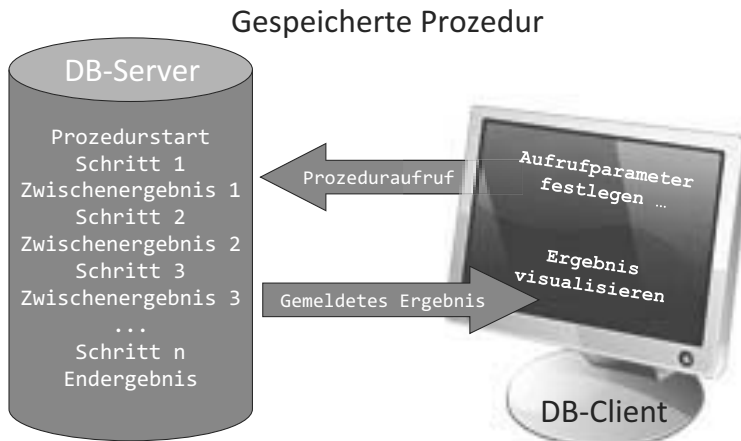 Gespeicherte Prozedur
DB-Server
Prozedurstart
Schritt 1
Zwischenergebnis 1
Schritt 2
Zwischenergebnis 2
Schritt 3
Zwischenergebnis 3
...
Schritt n
Endergebnis
Prozeduraufruf
Gemeldetes Ergebnis
Aufrufparameter
festlegen …
Ergebnis
visualisieren
DB-Client